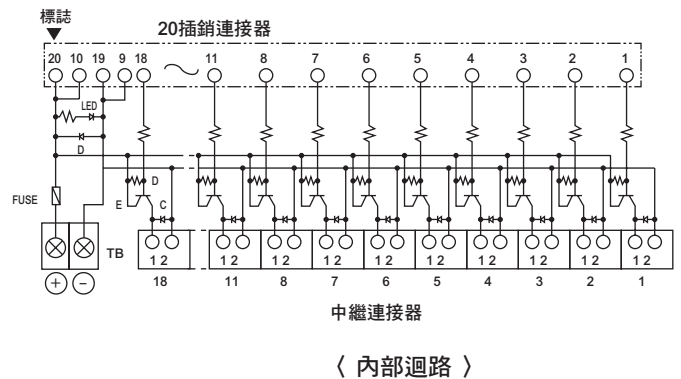 標誌
20插銷連接器
20 10 19 9 18 11 8 7 6 5 4 3 2 1
LED
D
D
FUSE
E C
TB
1 2 1 2 1 2 1 2 1 2 1 2 1 2 1 2 1 2 1 2
+ −
18 11 8 7 6 5 4 3 2 1
中繼連接器
〈 內部迴路 〉